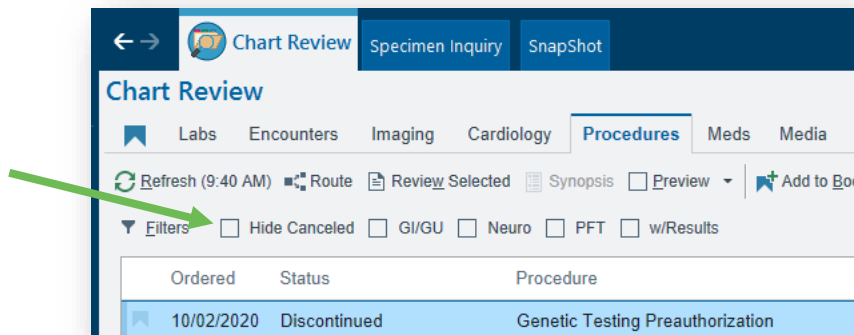 Chart Review Specimen Inquiry SnapShot
Chart Review
Labs Encounters Imaging Cardiology Procedures Meds Media
Refresh (9:40 AM) Route Review Selected Synopsis Preview Add to Bo
Filters Hide Canceled GI/GU Neuro PFT w/Results
Ordered Status Procedure
10/02/2020 Discontinued Genetic Testing Preauthorization